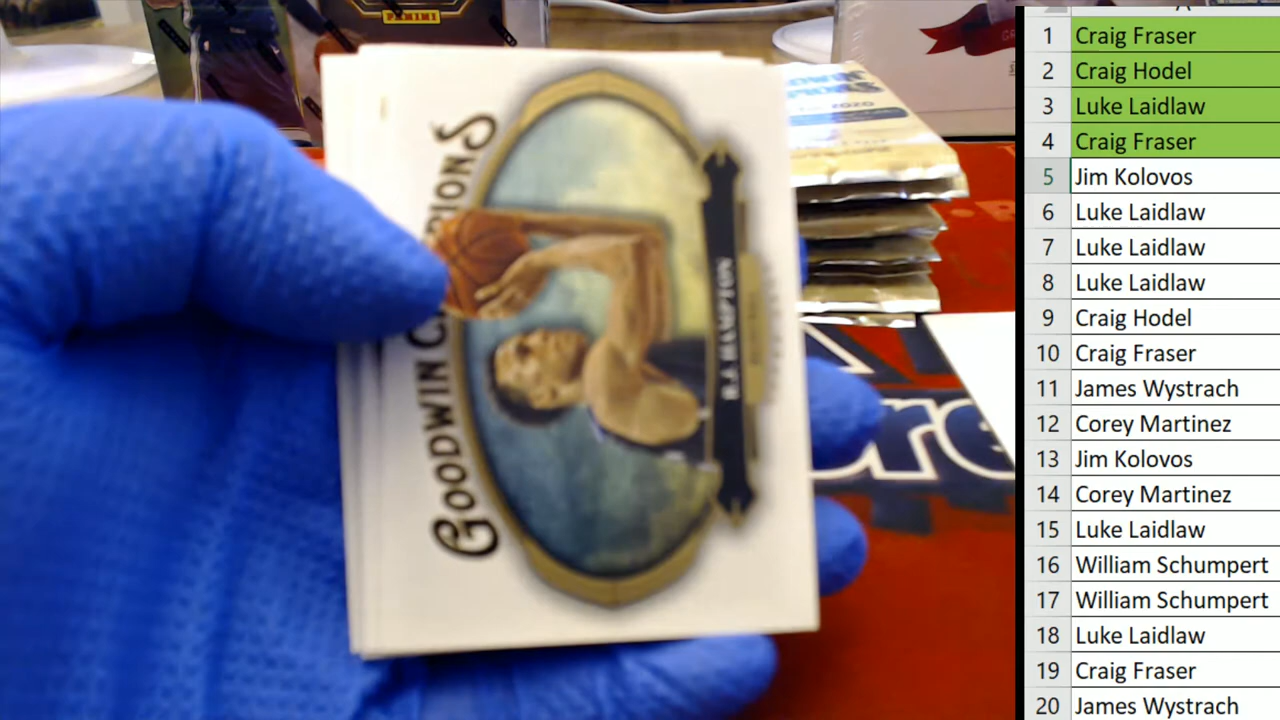 PANINI
GOODWIN C PIONS
R.J. HAMPTON
2020
ore
A
1 Craig Fraser
2 Craig Hodel
3 Luke Laidlaw
4 Craig Fraser
5 Jim Kolovos
6 Luke Laidlaw
7 Luke Laidlaw
8 Luke Laidlaw
9 Craig Hodel
10 Craig Fraser
11 James Wystrach
12 Corey Martinez
13 Jim Kolovos
14 Corey Martinez
15 Luke Laidlaw
16 William Schumpert
17 William Schumpert
18 Luke Laidlaw
19 Craig Fraser
20 James Wystrach